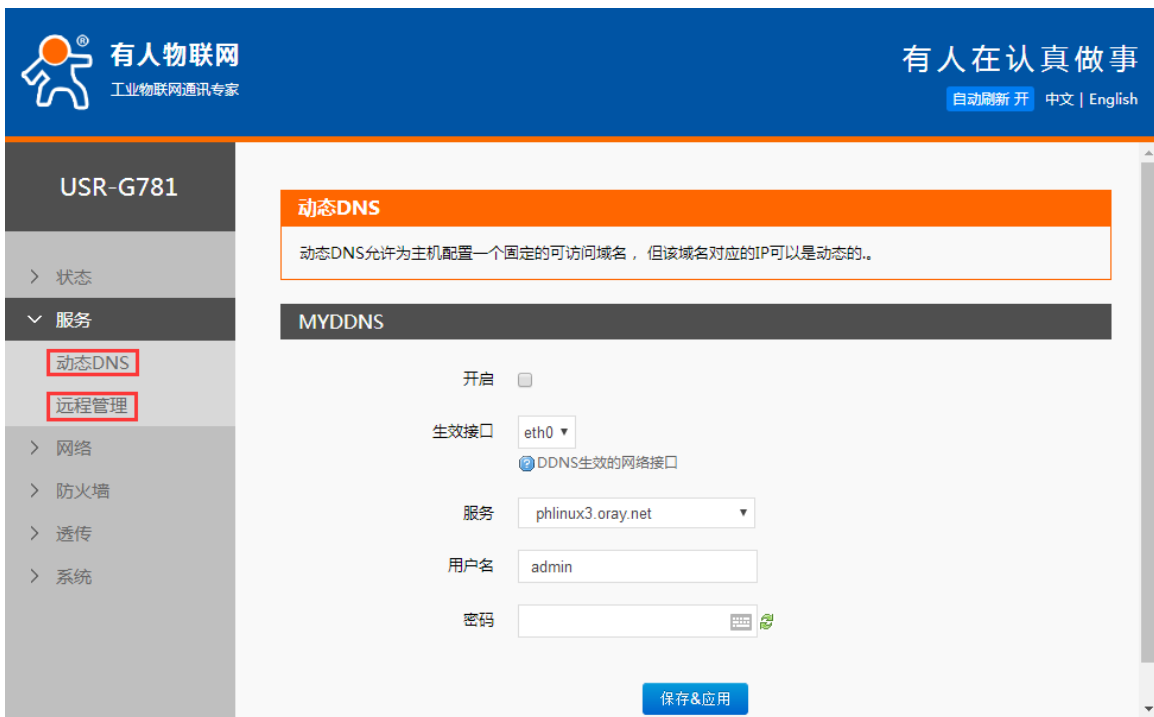 ®
有人物联网
工业物联网通讯专家
有人在认真做事
自动刷新 开 中文 | English
USR-G781
状态
服务
动态DNS
远程管理
网络
防火墙
透传
系统
动态DNS
动态DNS允许为主机配置一个固定的可访问域名，但该域名对应的IP可以是动态的.。
MYDDNS
开启
生效接口 eth0
DDNS生效的网络接口
服务 phlinux3.oray.net
用户名 admin
密码
保存&应用